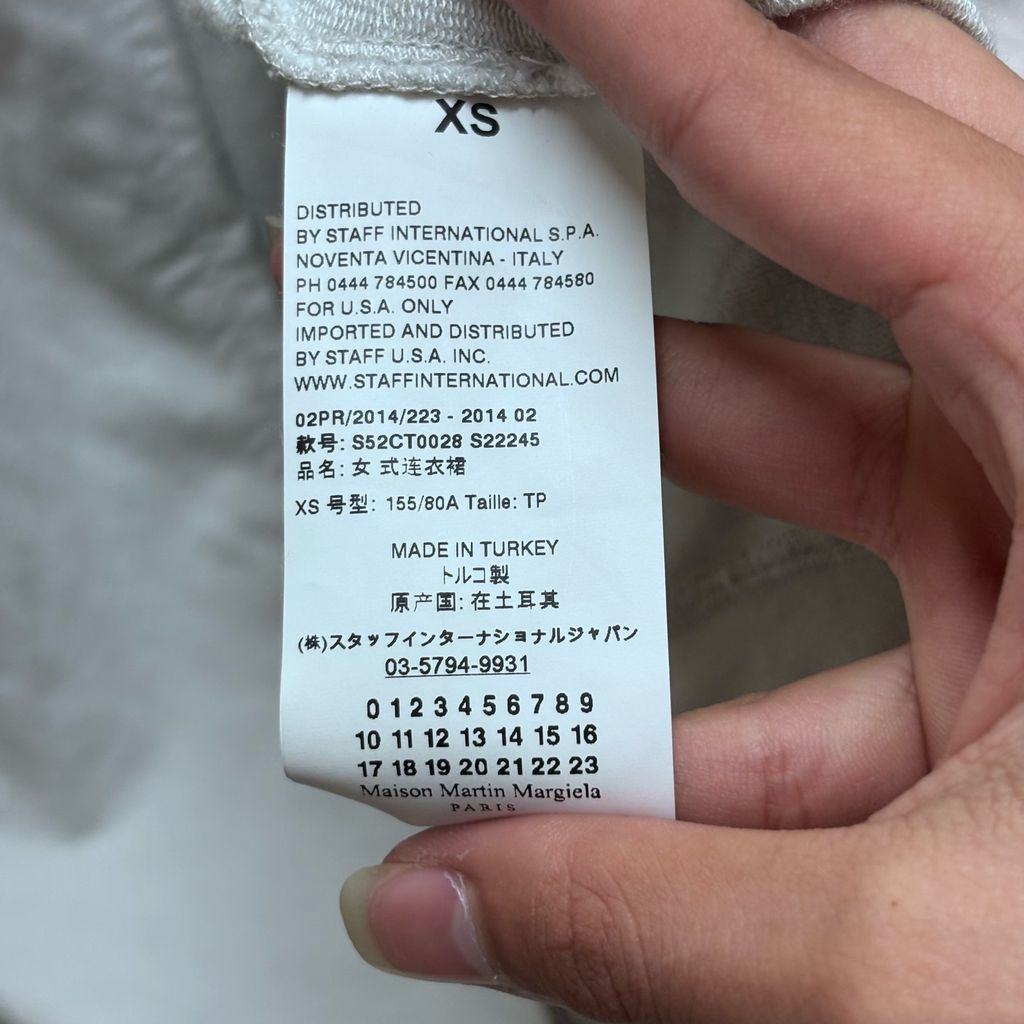 XS
DISTRIBUTED
BY STAFF INTERNATIONAL S.P.A.
NOVENTA VICENTINA - ITALY
PH 0444 784500 FAX 0444 784580
FOR U.S.A. ONLY
IMPORTED AND DISTRIBUTED
BY STAFF U.S.A. INC.
WWW.STAFFINTERNATIONAL.COM
02PR/2014/223 - 2014 02
款号: S52CT0028 S22245
品名: 女 式连衣裙
XS 号型: 155/80A Taille: TP
MADE IN TURKEY
トルコ製
原产国: 在土耳其
(株)スタッフインターナショナルジャパン
03-5794-9931
0 1 2 3 4 5 6 7 8 9
10 11 12 13 14 15 16
17 18 19 20 21 22 23
Maison Martin Margiela
PARIS